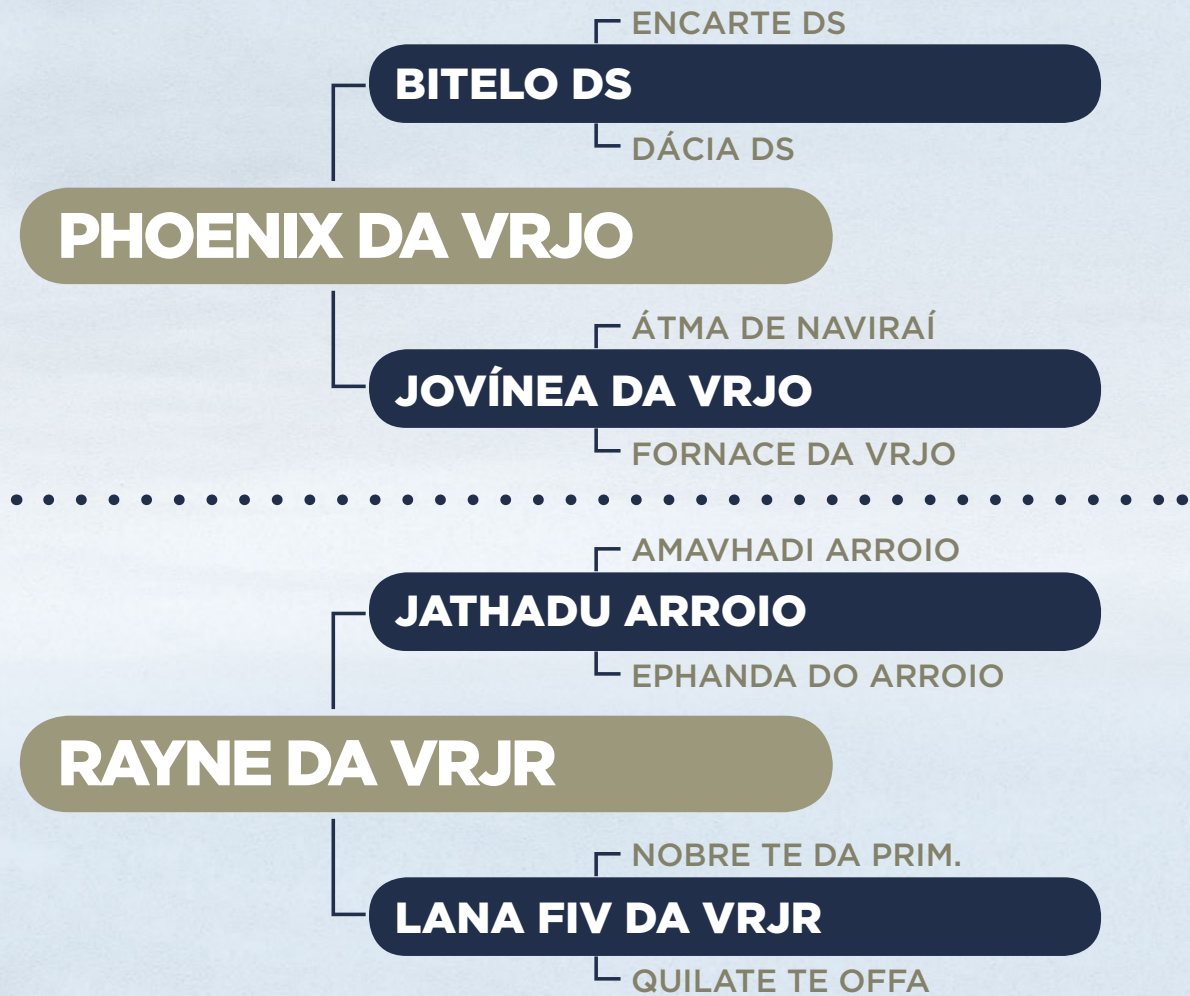 ENCARTE DS
BITELO DS
DÁCIA DS
PHOENIX DA VRJO
ÁTMA DE NAVIRAÍ
JOVÍNEA DA VRJO
FORNACE DA VRJO
AMAVHADI ARROIO
JATHADU ARROIO
EPHANDA DO ARROIO
RAYNE DA VRJR
NOBRE TE DA PRIM.
LANA FIV DA VRJR
QUILATE TE OFFA